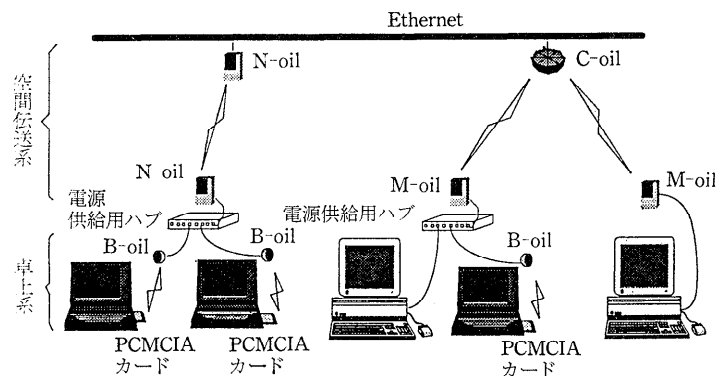 Ethernet
N-oil
C-oil
空間伝送系
N oil
M-oil
M-oil
電源
供給用ハブ
電源供給用ハブ
B-oil
B-oil
B-oil
卓上系
PCMCIA
カード
PCMCIA
カード
PCMCIA
カード